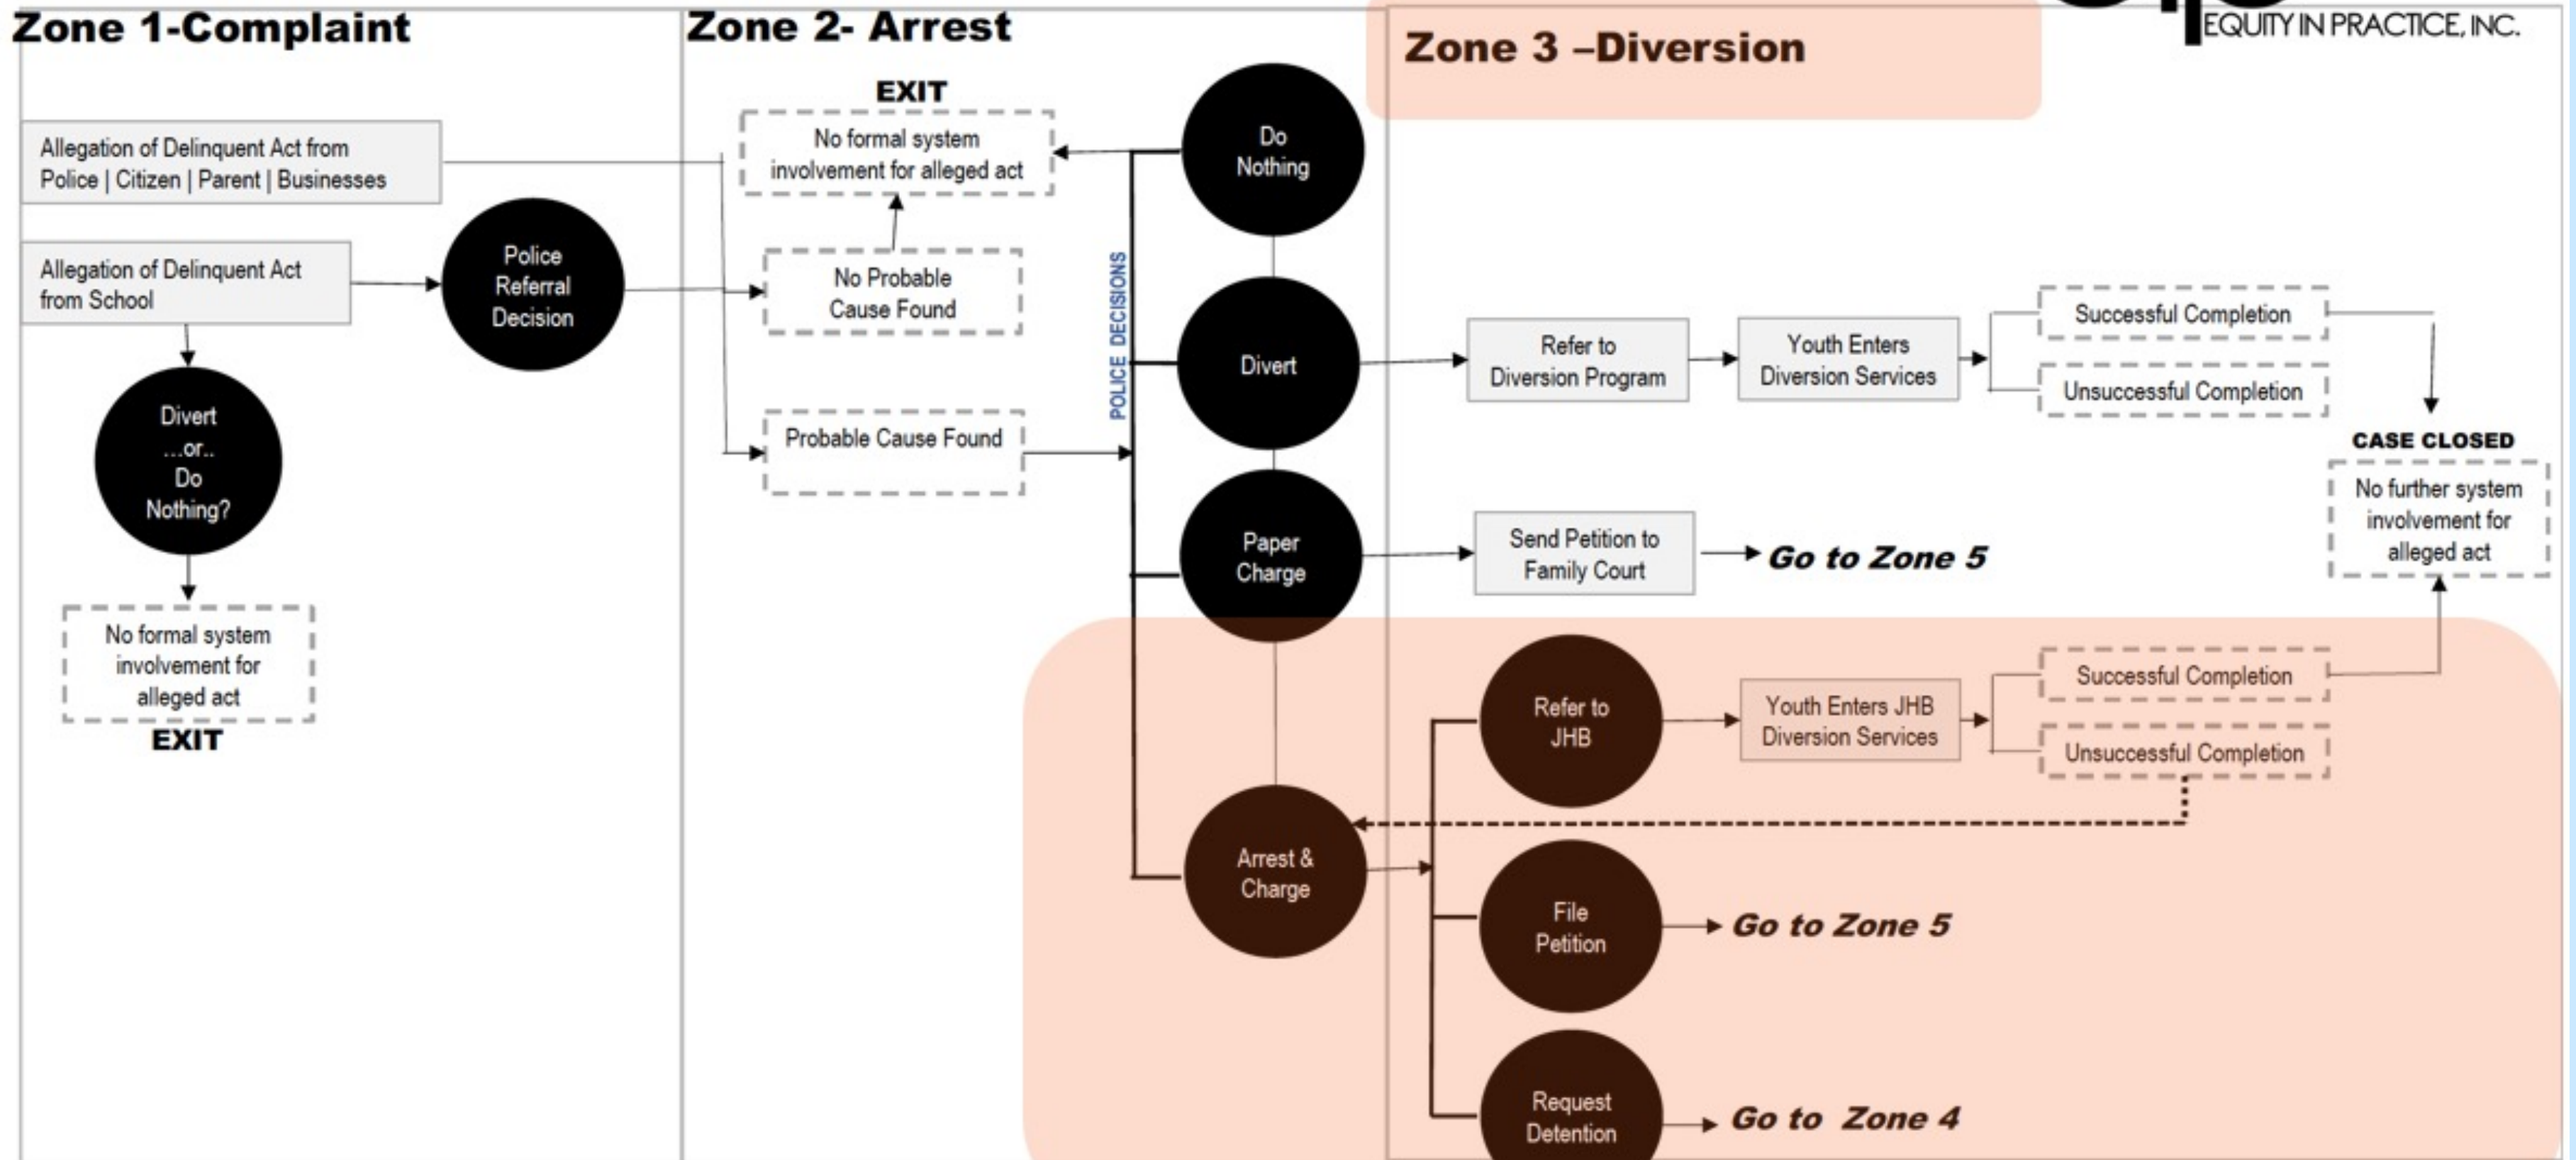 Zone 1-Complaint
Allegation of Delinquent Act from
Police | Citizen | Parent | Businesses
Allegation of Delinquent Act
from School
Police
Referral
Decision
Divert
...or..
Do
Nothing?
No formal system
involvement for
alleged act
EXIT
Zone 2- Arrest
EXIT
No formal system
involvement for alleged act
No Probable
Cause Found
Probable Cause Found
POLICE DECISIONS
Do
Nothing
Divert
Paper
Charge
Arrest &
Charge
Zone 3 –Diversion
EQUITY IN PRACTICE, INC.
Refer to
Diversion Program
Youth Enters
Diversion Services
Successful Completion
Unsuccessful Completion
CASE CLOSED
No further system
involvement for
alleged act
Send Petition to
Family Court
Go to Zone 5
Refer to
JHB
Youth Enters JHB
Diversion Services
Successful Completion
Unsuccessful Completion
File
Petition
Go to Zone 5
Request
Detention
Go to Zone 4